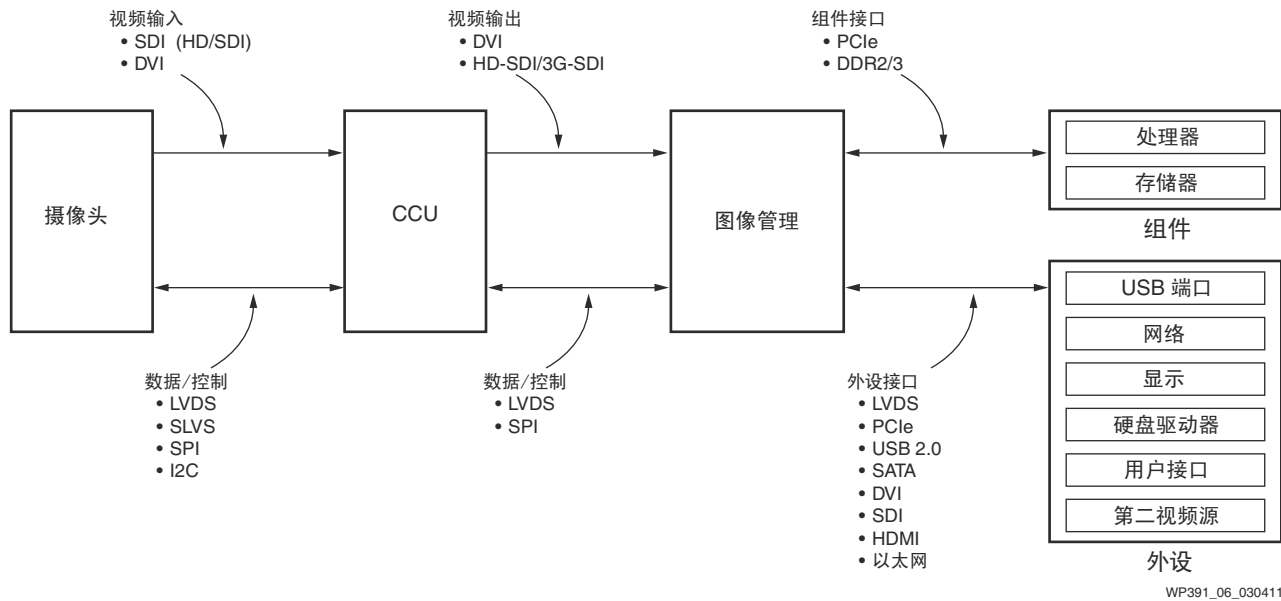 视频输入
• SDI (HD/SDI)
• DVI
视频输出
• DVI
• HD-SDI/3G-SDI
组件接口
• PCIe
• DDR2/3
摄像头
CCU
图像管理
处理器
存储器
组件
数据/控制
• LVDS
• SLVS
• SPI
• I2C
数据/控制
• LVDS
• SPI
外设接口
• LVDS
• PCIe
• USB 2.0
• SATA
• DVI
• SDI
• HDMI
• 以太网
USB 端口
网络
显示
硬盘驱动器
用户接口
第二视频源
外设
WP391_06_030411